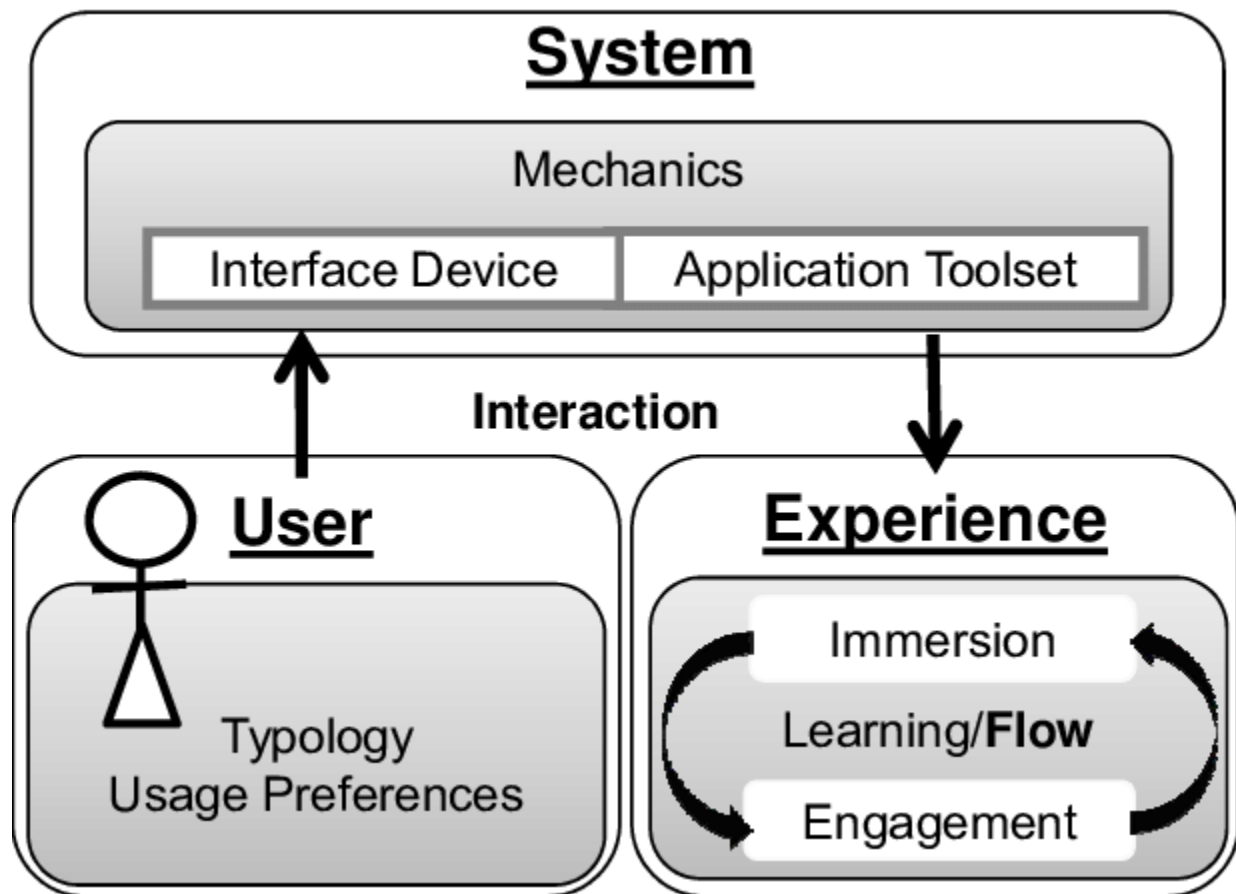 System
Mechanics
Interface Device
Application Toolset
Interaction
User
Typology
Usage Preferences
Experience
Immersion
Learning/Flow
Engagement